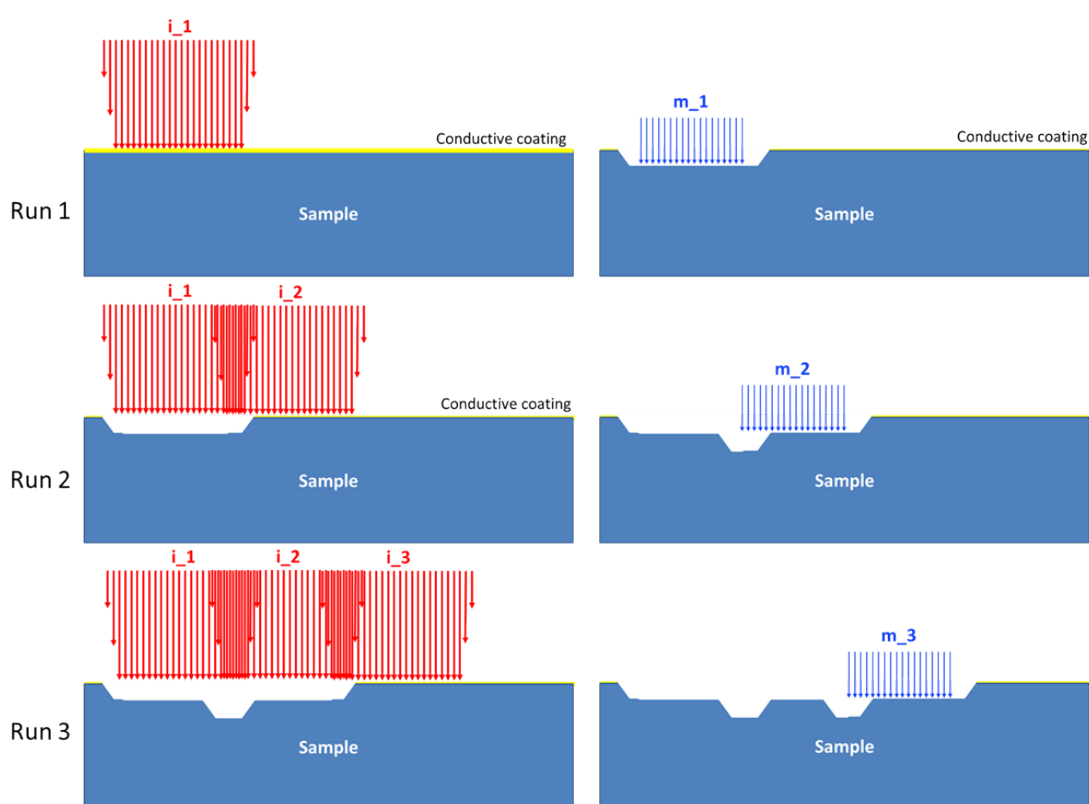 i_1
m_1
Conductive coating
Conductive coating
Run 1
Sample
Sample
i_1
i_2
m_2
Conductive coating
Run 2
Sample
Sample
i_1
i_2
i_3
m_3
Run 3
Sample
Sample